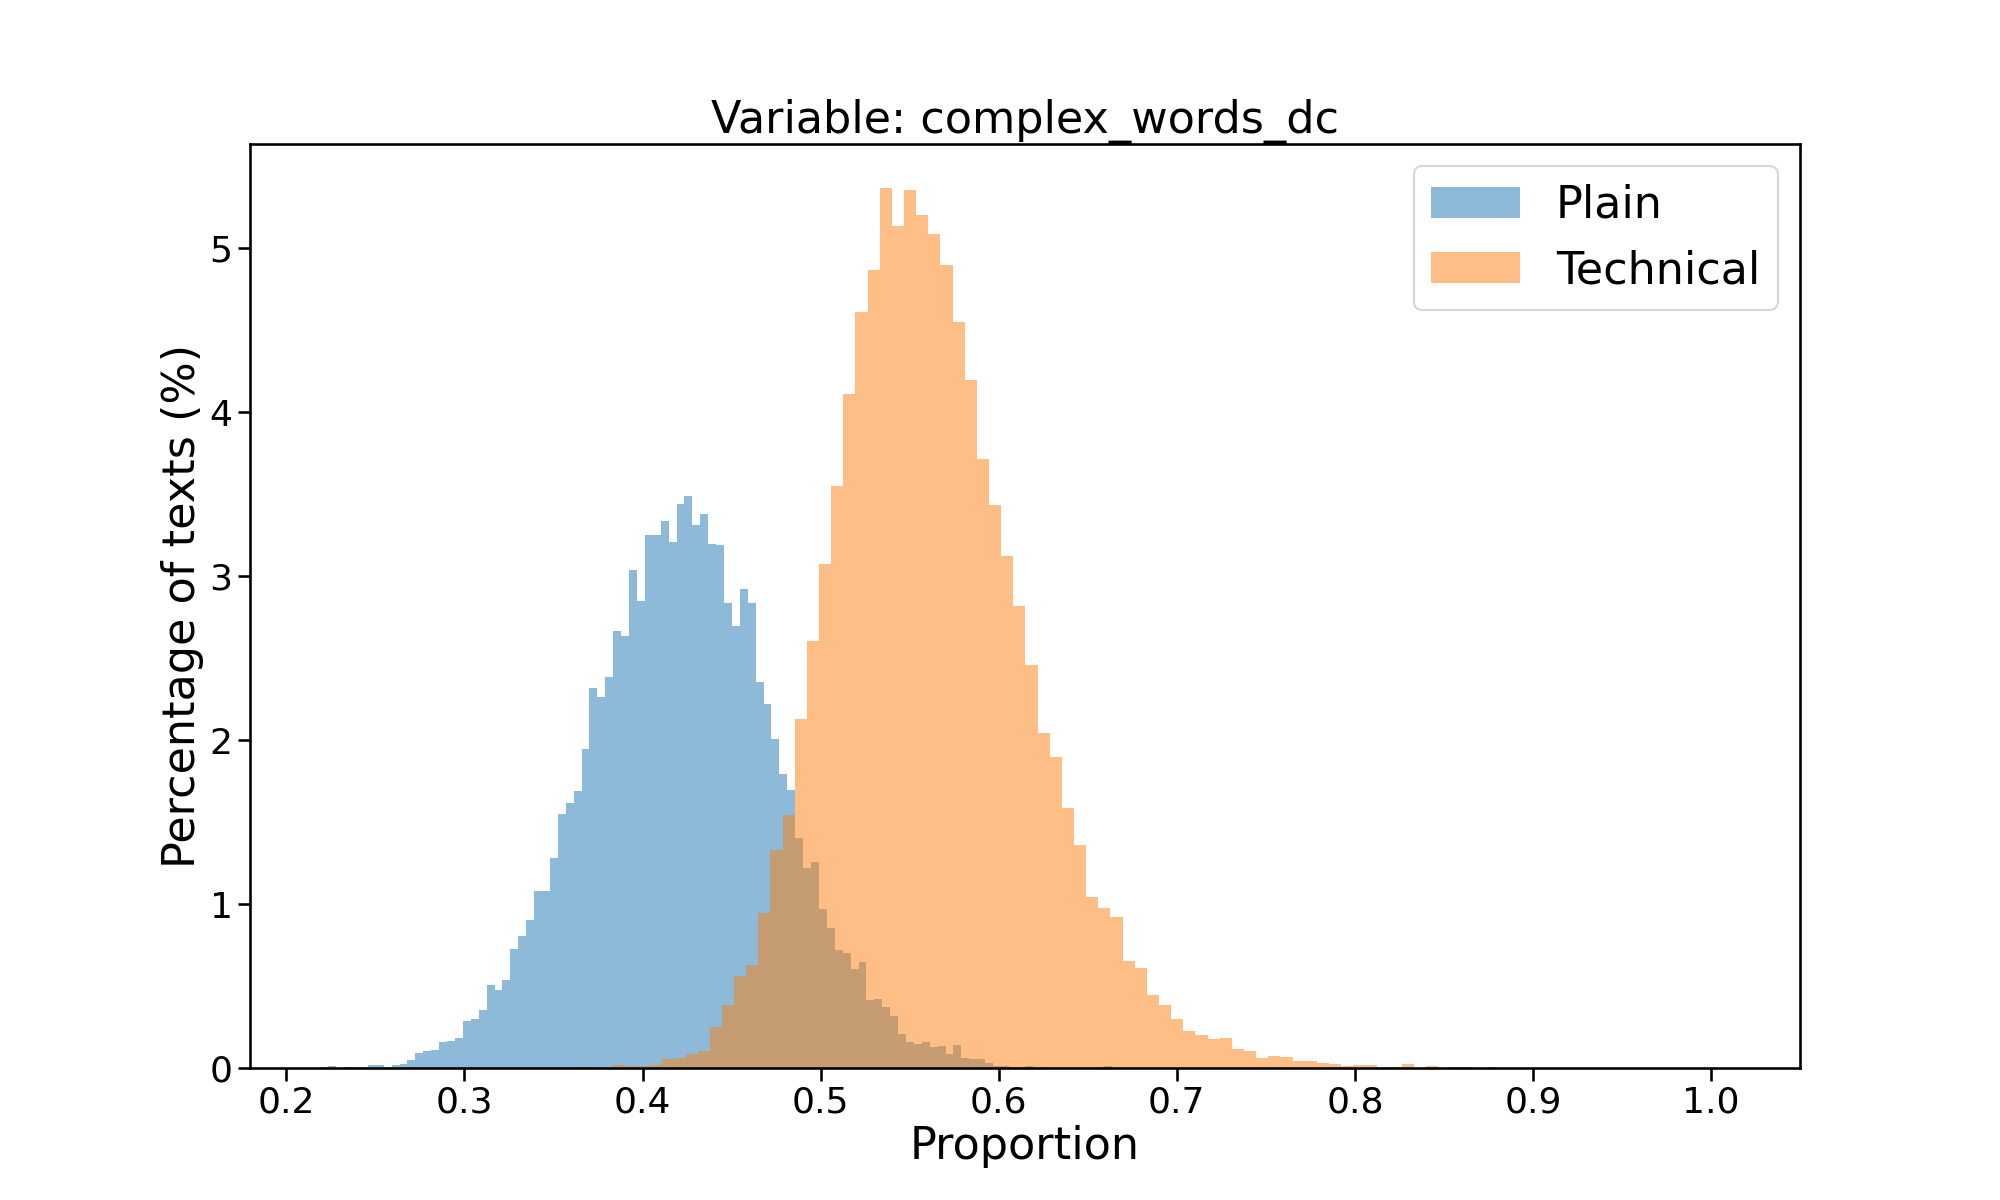 Variable: complex_words_dc
Plain
Technical
Percentage of texts (%)
5
4
3
2
1
0
0.2 0.3 0.4 0.5 0.6 0.7 0.8 0.9 1.0
Proportion